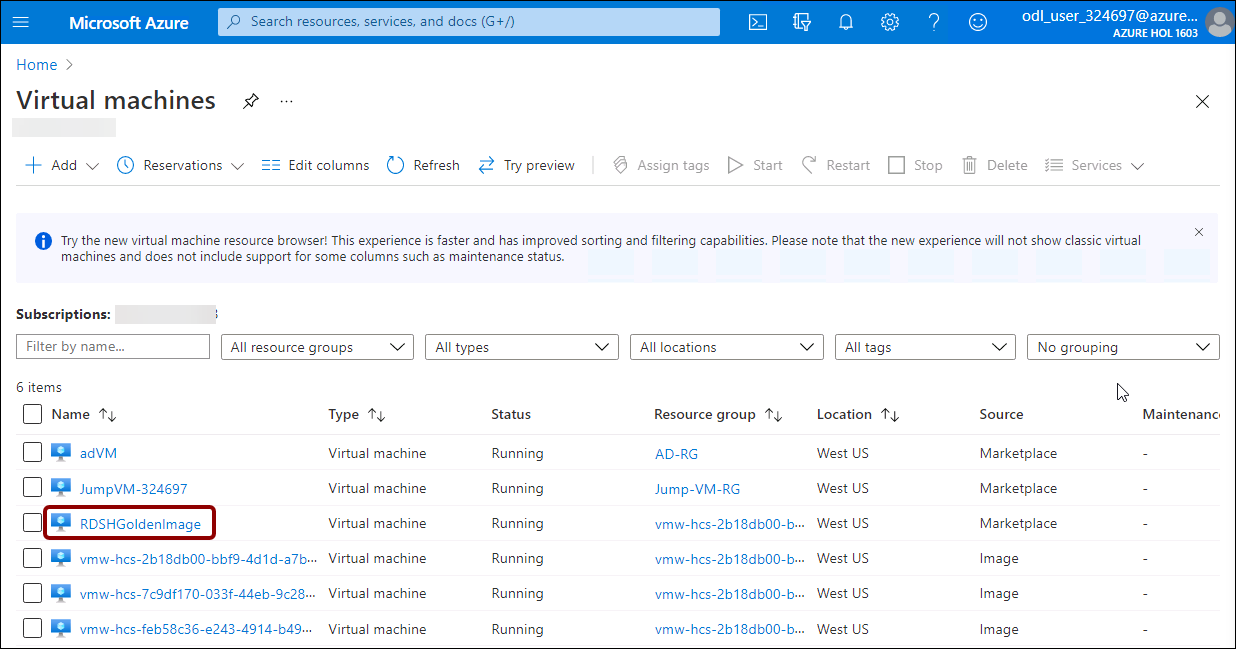 Microsoft Azure
Search resources, services, and docs (G+/)
odl_user_324697@azure...
AZURE HOL 1603
Home
Virtual machines
...
Add
Reservations
Edit columns
Refresh
Try preview
Assign tags
Start
Restart
Stop
Delete
Services
Try the new virtual machine resource browser! This experience is faster and has improved sorting and filtering capabilities. Please note that the new experience will not show classic virtual
machines and does not include support for some columns such as maintenance status.
Subscriptions:
Filter by name...
All resource groups
All types
All locations
All tags
No grouping
6 items
Name Type Status Resource group Location Source Maintenance
adVM Virtual machine Running AD-RG West US Marketplace -
JumpVM-324697 Virtual machine Running Jump-VM-RG West US Marketplace -
RDSHGoldenImage Virtual machine Running vmw-hcs-2b18db00-b... West US Marketplace -
vmw-hcs-2b18db00-bbf9-4d1d-a7b... Virtual machine Running vmw-hcs-2b18db00-b... West US Image -
vmw-hcs-7c9df170-033f-44eb-9c28... Virtual machine Running vmw-hcs-2b18db00-b... West US Image -
vmw-hcs-feb58c36-e243-4914-b49... Virtual machine Running vmw-hcs-2b18db00-b... West US Image -